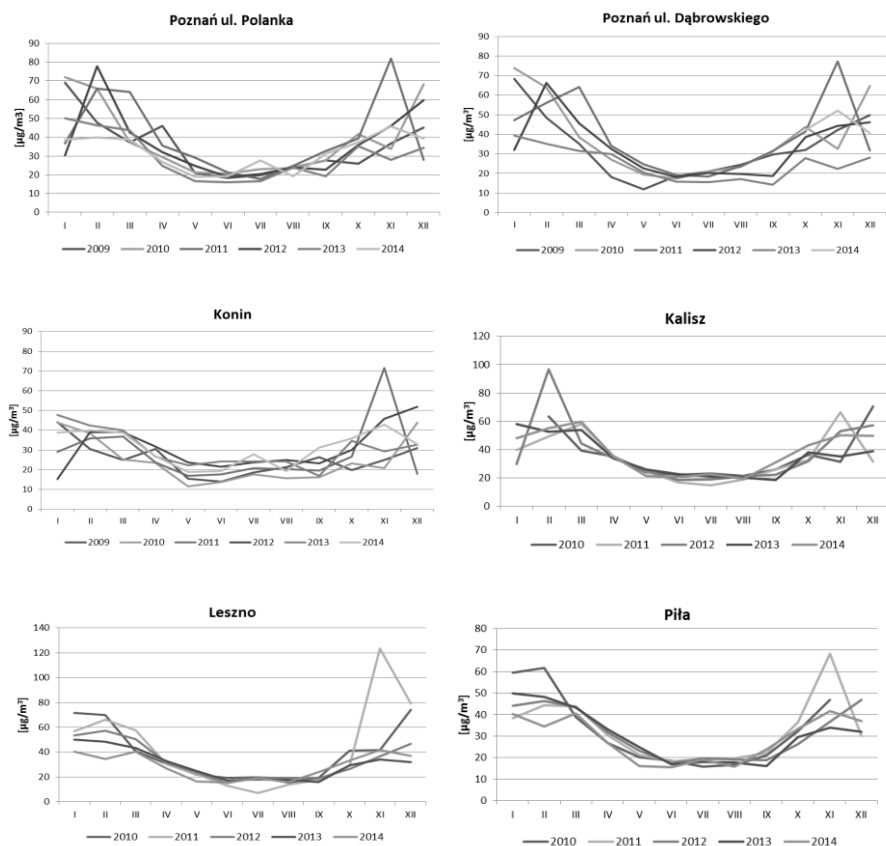 Poznań ul. Polanka
[µg/m3]
90
80
70
60
50
40
30
20
10
0
I II III IV V VI VII VIII IX X XI XII
2009 2010 2011 2012 2013 2014
Poznań ul. Dąbrowskiego
[µg/m³]
90
80
70
60
50
40
30
20
10
0
I II III IV V VI VII VIII IX X XI XII
2009 2010 2011 2012 2013 2014
Konin
[µg/m³]
90
80
70
60
50
40
30
20
10
0
I II III IV V VI VII VIII IX X XI XII
2009 2010 2011 2012 2013 2014
Kalisz
[µg/m³]
120
100
80
60
40
20
0
I II III IV V VI VII VIII IX X XI XII
2010 2011 2012 2013 2014
Leszno
[µg/m³]
140
120
100
80
60
40
20
0
I II III IV V VI VII VIII IX X XI XII
2010 2011 2012 2013 2014
Piła
[µg/m³]
80
70
60
50
40
30
20
10
0
I II III IV V VI VII VIII IX X XI XII
2010 2011 2012 2013 2014